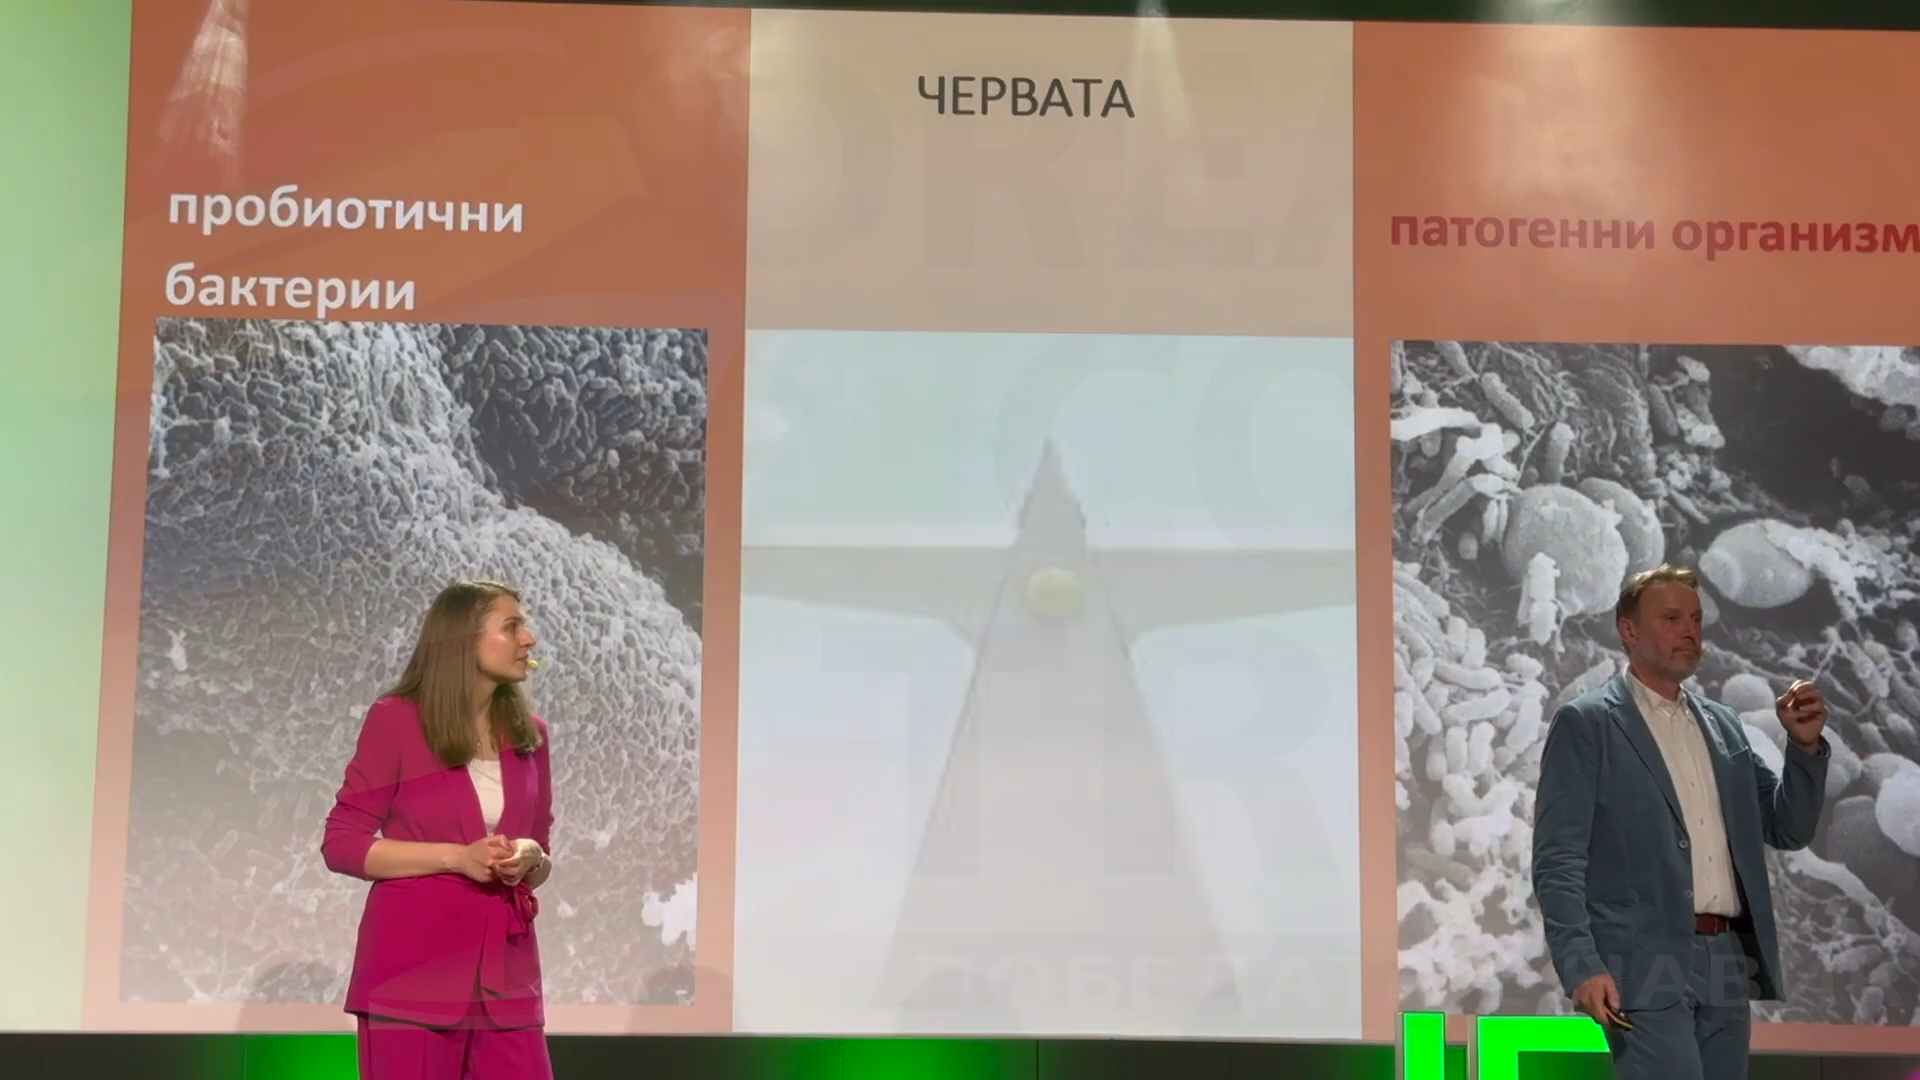 ЧЕРВАТА
пробиотични
бактерии
патогенни организм